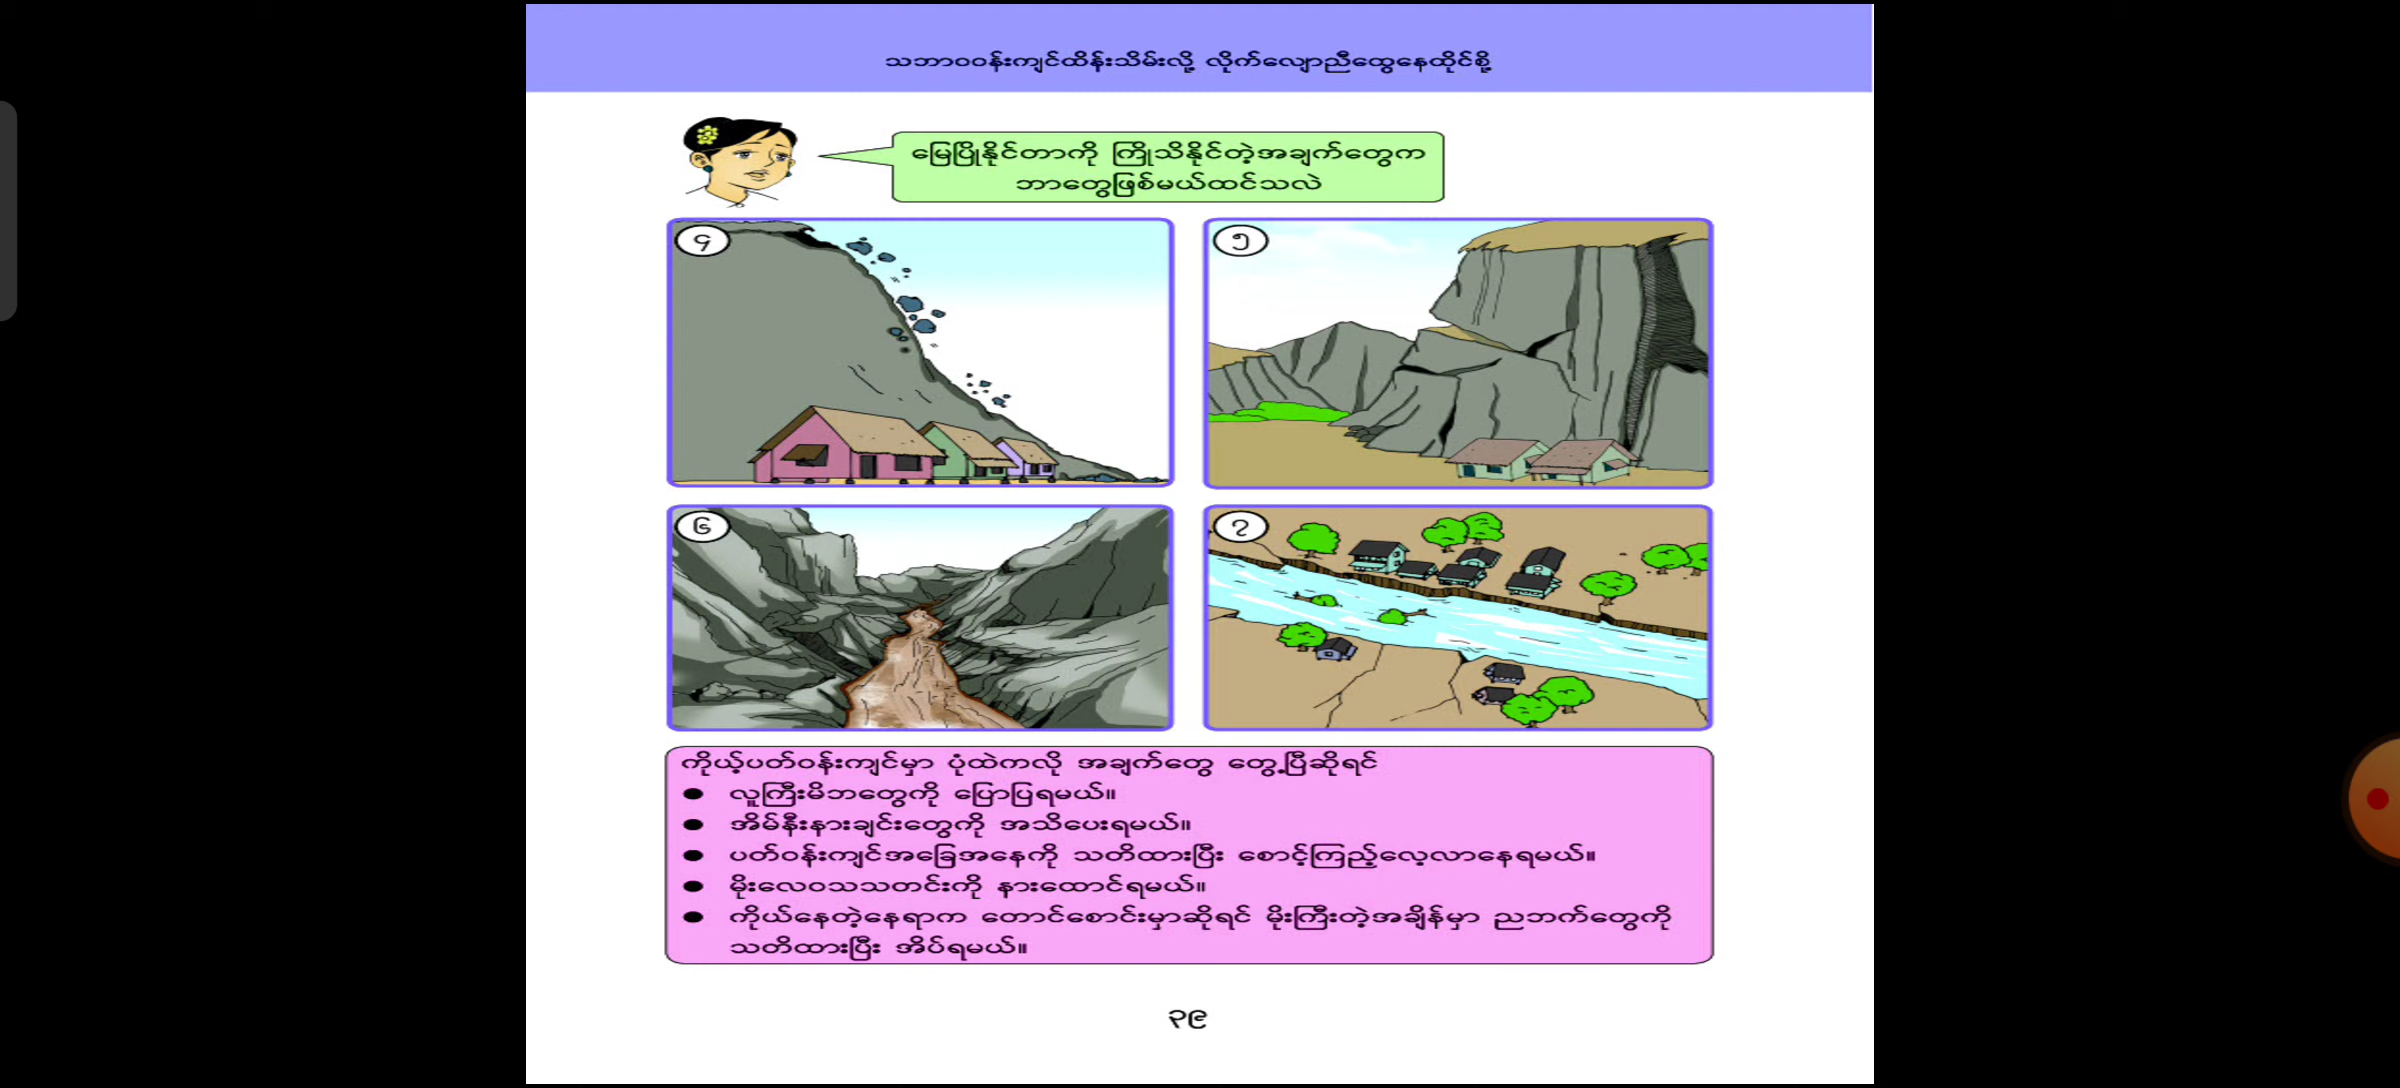 သဘာဝဝန်းကျင်ထိန်းသိမ်းလို့ လိုက်လျောညီထွေနေထိုင်စို့
မြေပြိုနိုင်တာကို ကြိုသိနိုင်တဲ့အချက်တွေက
ဘာတွေဖြစ်မယ်ထင်သလဲ
၄
၅
၆
၇
ကိုယ့်ပတ်ဝန်းကျင်မှာ ပုံထဲကလို အချက်တွေ တွေ့ပြီဆိုရင်
● လူကြီးမိဘတွေကို ပြောပြရမယ်။
● အိမ်နီးနားချင်းတွေကို အသိပေးရမယ်။
● ပတ်ဝန်းကျင်အခြေအနေကို သတိထားပြီး စောင့်ကြည့်လေ့လာနေရမယ်။
● မိုးလေဝသသတင်းကို နားထောင်ရမယ်။
● ကိုယ်နေတဲ့နေရာက တောင်စောင်းမှာဆိုရင် မိုးကြီးတဲ့အချိန်မှာ ညဘက်တွေကို
သတိထားပြီး အိပ်ရမယ်။
၃၉